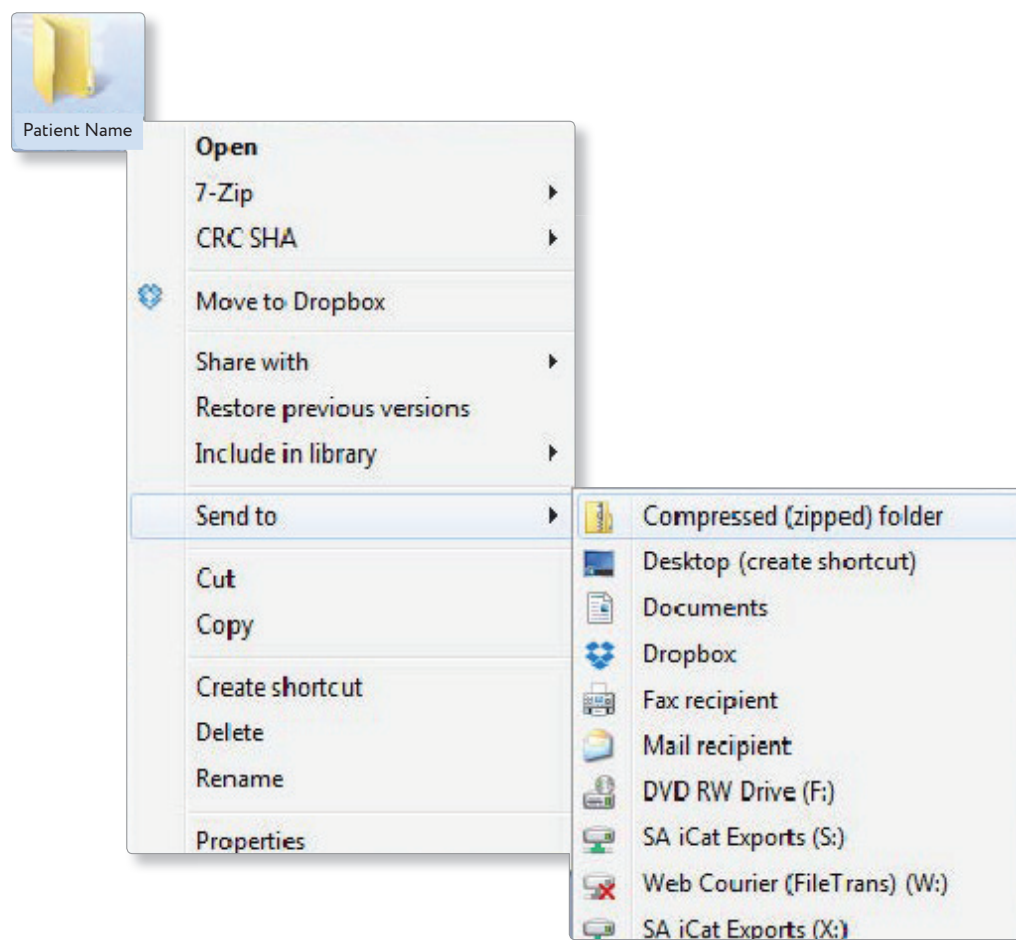 Patient Name
Open
7-Zip
CRC SHA
Move to Dropbox
Share with
Restore previous versions
Include in library
Send to
Cut
Copy
Create shortcut
Delete
Rename
Properties
Compressed (zipped) folder
Desktop (create shortcut)
Documents
Dropbox
Fax recipient
Mail recipient
DVD RW Drive (F:)
SA iCat Exports (S:)
Web Courier (FileTrans) (W:)
SA iCat Exports (X:)